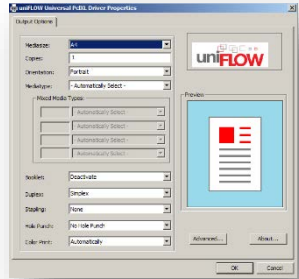 uniFLOW Universal PclXL Driver Properties
Output Options
Mediasize: A4
Copies: 1
Orientation: Portrait
Mediatype: - Automatically Select -
Mixed Media Types:
- Automatically Select -
- Automatically Select -
- Automatically Select -
Booklet: Deactivate
Duplex: Simplex
Stapling: None
Hole Punch: No Hole Punch
Color Print: Automatically
uniFLOW
Preview
Advanced...
About...
OK
Cancel